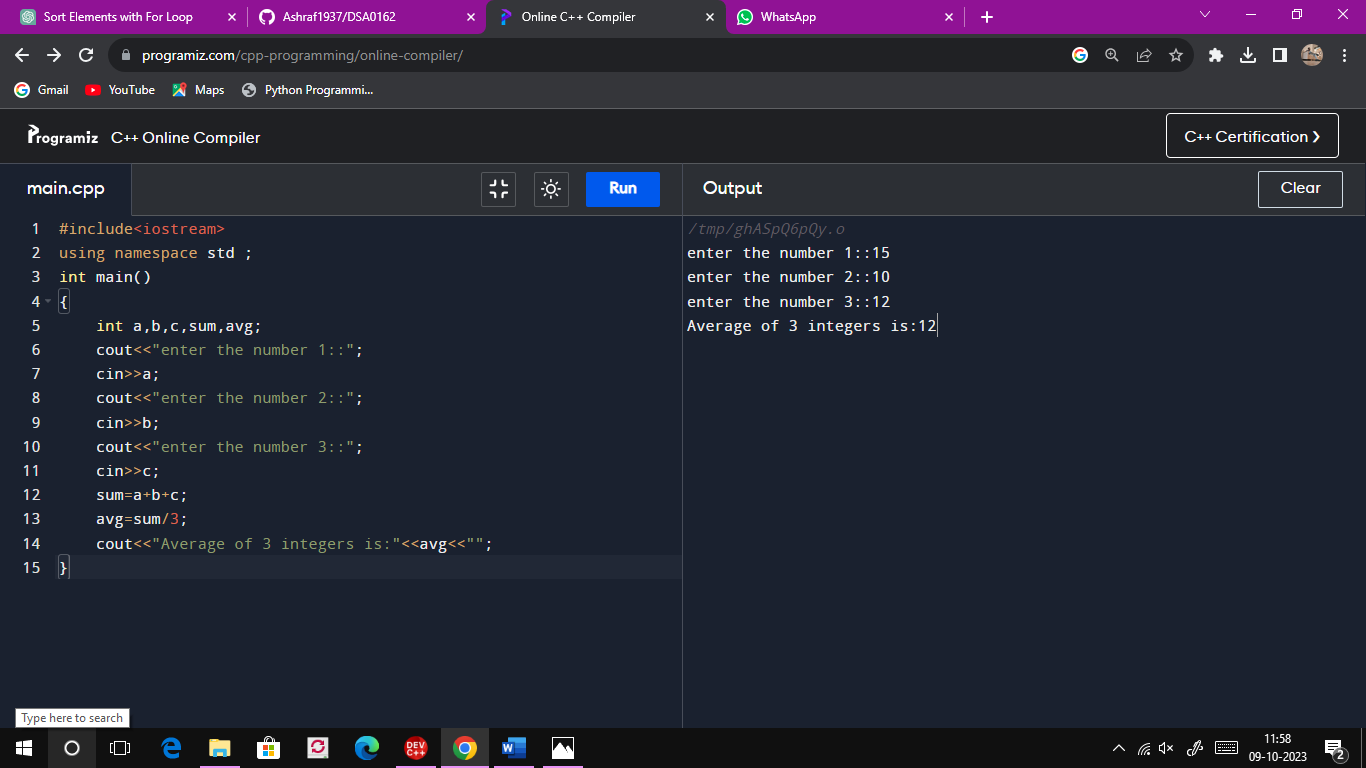 Sort Elements with For Loop
Ashraf1937/DSA0162
Online C++ Compiler
WhatsApp
programiz.com/cpp-programming/online-compiler/
Gmail
YouTube
Maps
Python Programmi...
Programiz C++ Online Compiler
C++ Certification
main.cpp
Run
Output
Clear
1 #include<iostream>
2 using namespace std ;
3 int main()
4 {
5 int a,b,c,sum,avg;
6 cout<<"enter the number 1::";
7 cin>>a;
8 cout<<"enter the number 2::";
9 cin>>b;
10 cout<<"enter the number 3::";
11 cin>>c;
12 sum=a+b+c;
13 avg=sum/3;
14 cout<<"Average of 3 integers is:"<<avg<<"";
15 }
/tmp/ghASpQ6pQy.o
enter the number 1::15
enter the number 2::10
enter the number 3::12
Average of 3 integers is:12
Type here to search
DEV C++
11:58
09-10-2023
2